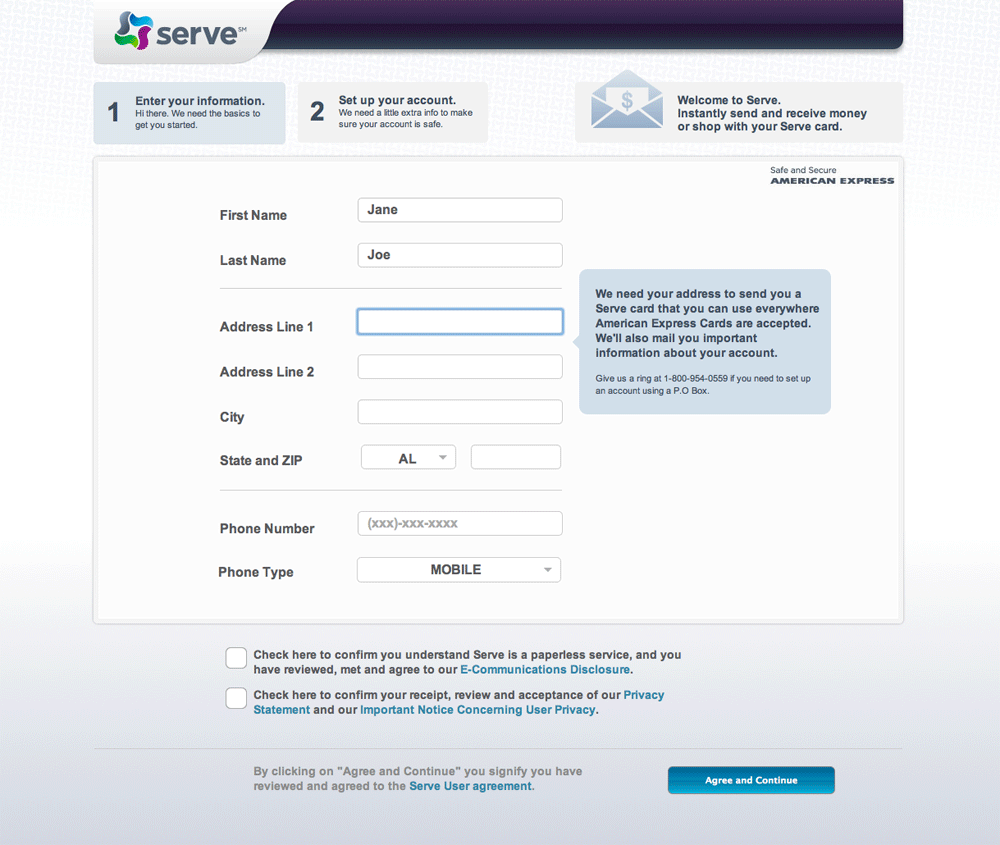 serve℠
1
Enter your information.
Hi there. We need the basics to
get you started.
2
Set up your account.
We need a little extra info to make
sure your account is safe.
$
Welcome to Serve.
Instantly send and receive money
or shop with your Serve card.
Safe and Secure
AMERICAN EXPRESS
First Name
Jane
Last Name
Joe
We need your address to send you a
Serve card that you can use everywhere
American Express Cards are accepted.
We'll also mail you important
information about your account.
Give us a ring at 1-800-954-0559 if you need to set up
an account using a P.O Box.
Address Line 1
Address Line 2
City
State and ZIP
AL
Phone Number
(xxx)-xxx-xxxx
Phone Type
MOBILE
Check here to confirm you understand Serve is a paperless service, and you
have reviewed, met and agree to our E-Communications Disclosure.
Check here to confirm your receipt, review and acceptance of our Privacy
Statement and our Important Notice Concerning User Privacy.
By clicking on "Agree and Continue" you signify you have
reviewed and agreed to the Serve User agreement.
Agree and Continue